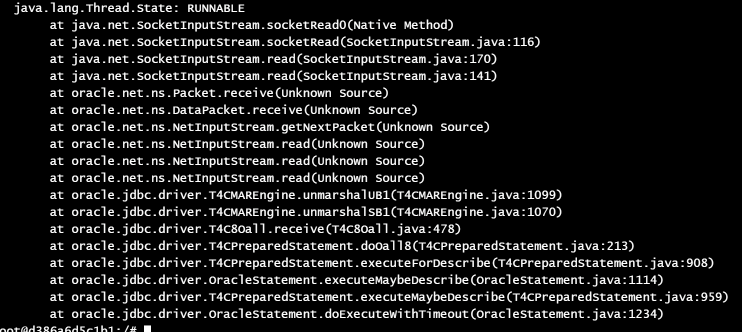 java.lang.Thread.State: RUNNABLE
at java.net.SocketInputStream.socketRead0(Native Method)
at java.net.SocketInputStream.socketRead(SocketInputStream.java:116)
at java.net.SocketInputStream.read(SocketInputStream.java:170)
at java.net.SocketInputStream.read(SocketInputStream.java:141)
at oracle.net.ns.Packet.receive(Unknown Source)
at oracle.net.ns.DataPacket.receive(Unknown Source)
at oracle.net.ns.NetInputStream.getNextPacket(Unknown Source)
at oracle.net.ns.NetInputStream.read(Unknown Source)
at oracle.net.ns.NetInputStream.read(Unknown Source)
at oracle.net.ns.NetInputStream.read(Unknown Source)
at oracle.jdbc.driver.T4CMAREngine.unmarshalUB1(T4CMAREngine.java:1099)
at oracle.jdbc.driver.T4CMAREngine.unmarshalSB1(T4CMAREngine.java:1070)
at oracle.jdbc.driver.T4C8Oall.receive(T4C8Oall.java:478)
at oracle.jdbc.driver.T4CPreparedStatement.doOall8(T4CPreparedStatement.java:213)
at oracle.jdbc.driver.T4CPreparedStatement.executeForDescribe(T4CPreparedStatement.java:908)
at oracle.jdbc.driver.OracleStatement.executeMaybeDescribe(OracleStatement.java:1114)
at oracle.jdbc.driver.T4CPreparedStatement.executeMaybeDescribe(T4CPreparedStatement.java:959)
at oracle.jdbc.driver.OracleStatement.doExecuteWithTimeout(OracleStatement.java:1234)
oot@d386a6d5c1b1:/#